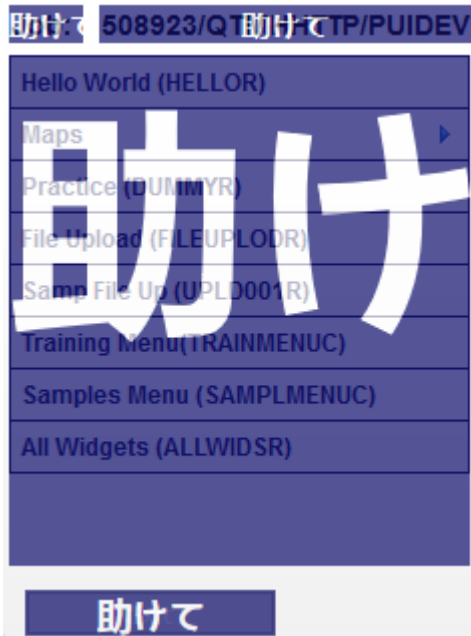 助けて 508923/QT 助けて TP/PUIDEV
Hello World (HELLOR)
Maps
Practice (DUMMYR)
File Upload (FILEUPLODR)
Samp File Up (UPLD001R)
助け
Training Menu(TRAINMENUC)
Samples Menu (SAMPLMENUC)
All Widgets (ALLWIDSR)
助けて